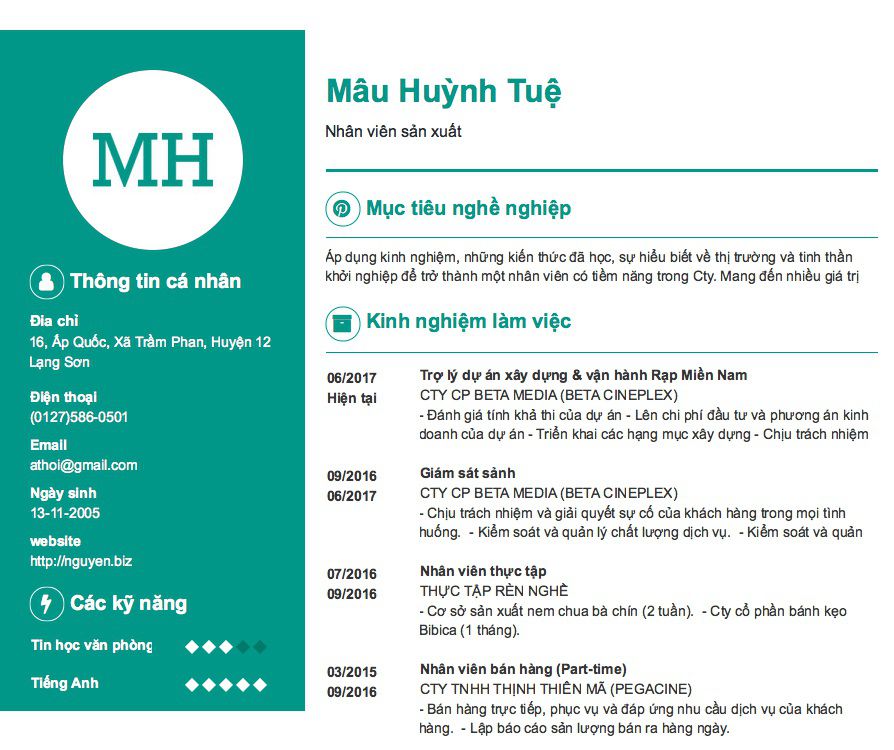 MH
Thông tin cá nhân
Địa chỉ
16, Ấp Quốc, Xã Trầm Phan, Huyện 12
Lạng Sơn
Điện thoại
(0127)586-0501
Email
athoi@gmail.com
Ngày sinh
13-11-2005
website
http://nguyen.biz
Các kỹ năng
Tin học văn phòng
Tiếng Anh
Mâu Huỳnh Tuệ
Nhân viên sản xuất
Mục tiêu nghề nghiệp
Áp dụng kinh nghiệm, những kiến thức đã học, sự hiểu biết về thị trường và tinh thần
khởi nghiệp để trở thành một nhân viên có tiềm năng trong Cty. Mang đến nhiều giá trị
Kinh nghiệm làm việc
06/2017
Hiện tại
Trợ lý dự án xây dựng & vận hành Rạp Miền Nam
CTY CP BETA MEDIA (BETA CINEPLEX)
- Đánh giá tính khả thi của dự án - Lên chi phí đầu tư và phương án kinh
doanh của dự án - Triển khai các hạng mục xây dựng - Chịu trách nhiệm
09/2016
06/2017
Giám sát sảnh
CTY CP BETA MEDIA (BETA CINEPLEX)
- Chịu trách nhiệm và giải quyết sự cố của khách hàng trong mọi tình
huống. - Kiểm soát và quản lý chất lượng dịch vụ. - Kiểm soát và quản
07/2016
09/2016
Nhân viên thực tập
THỰC TẬP RÈN NGHỀ
- Cơ sở sản xuất nem chua bà chín (2 tuần). - Cty cổ phần bánh kẹo
Bibica (1 tháng).
03/2015
09/2016
Nhân viên bán hàng (Part-time)
CTY TNHH THỊNH THIÊN MÃ (PEGACINE)
- Bán hàng trực tiếp, phục vụ và đáp ứng nhu cầu dịch vụ của khách
hàng. - Lập báo cáo sản lượng bán ra hàng ngày.